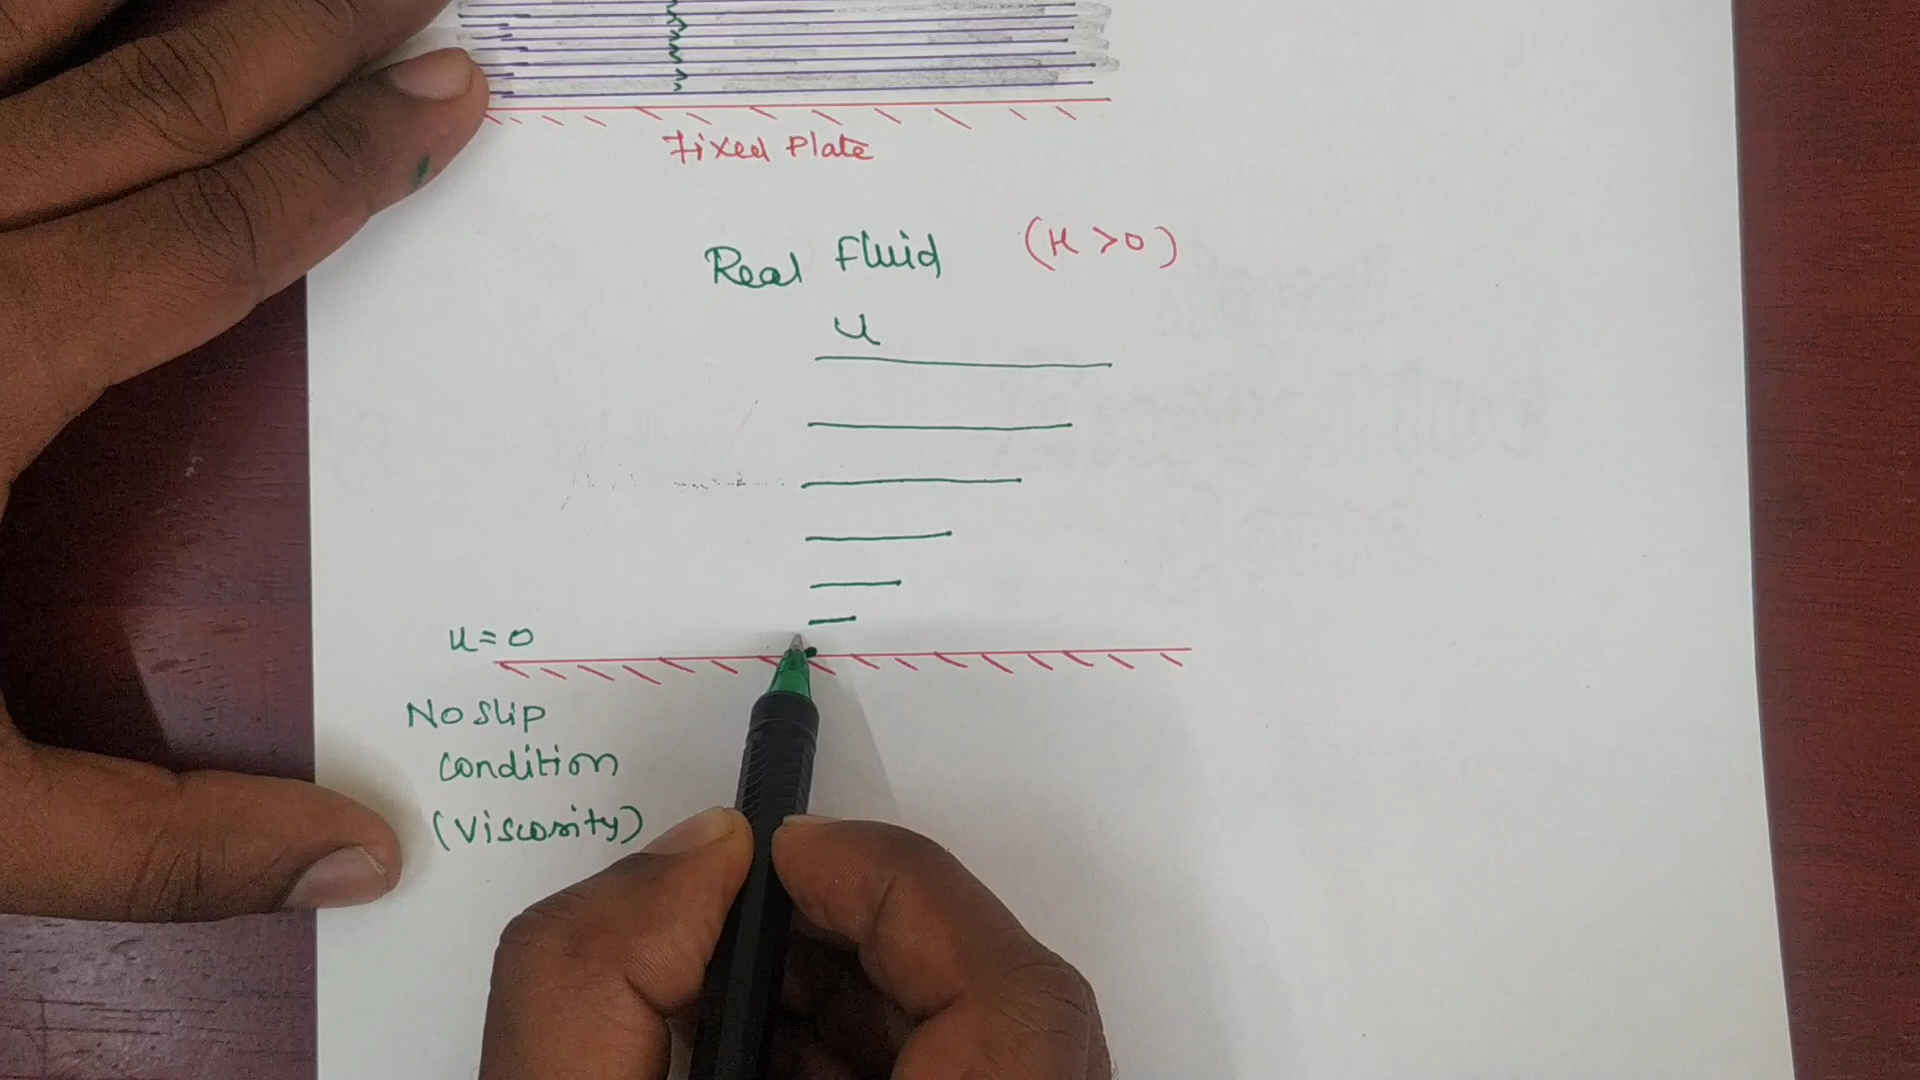 Fixed Plate
Real Fluid (μ >0)
u
u=0
No slip
condition
(Viscosity)